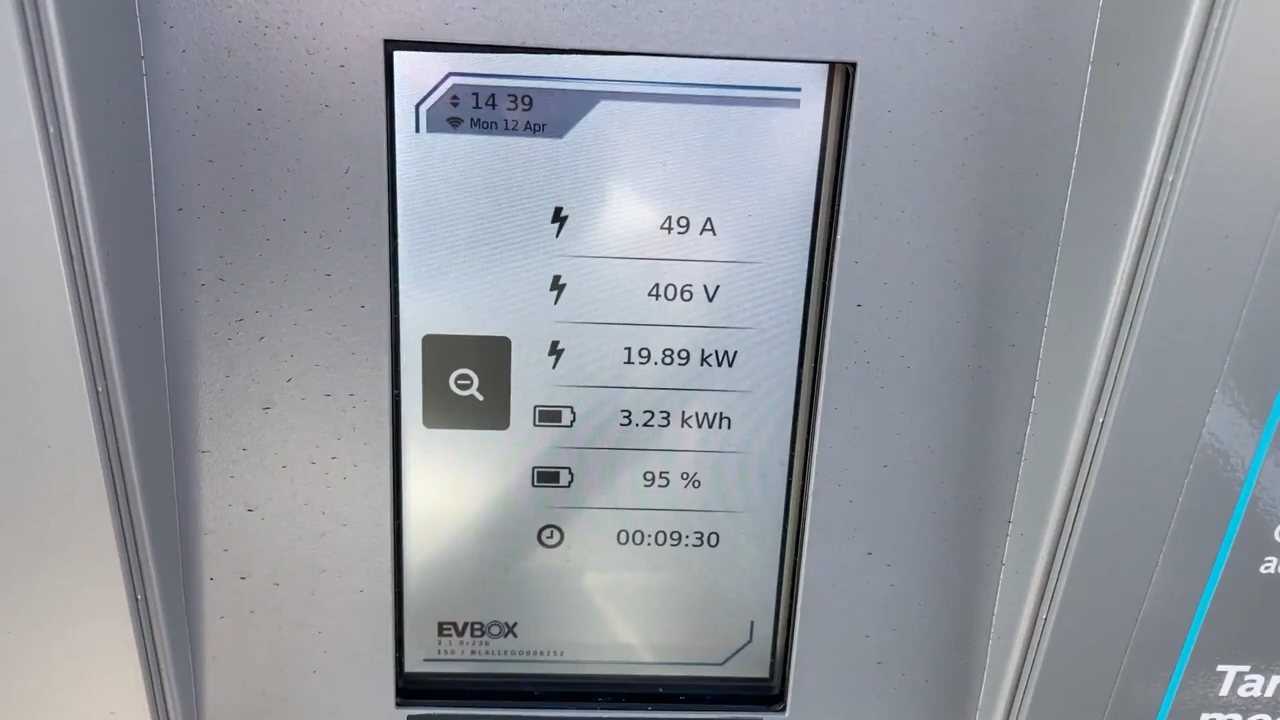 14 39
Mon 12 Apr
49 A
406 V
19.89 kW
3.23 kWh
95 %
00:09:30
EVBOX
Tar